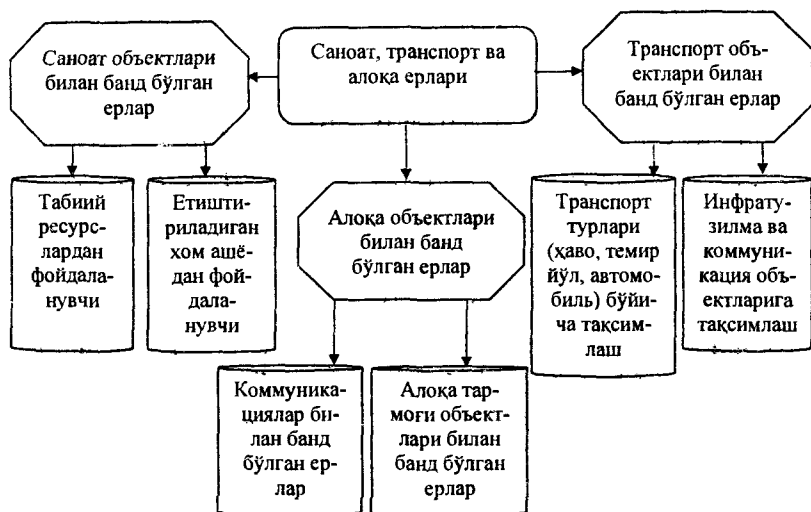 Саноат объектлари
билан банд бўлган
ерлар
Саноат, транспорт ва
алоқа ерлари
Транспорт объ-
ектлари билан
банд бўлган ерлар
Табиий
ресурс-
лардан
фойдала-
нувчи
Етишти-
риладиган
хом ашё-
дан фой-
дала-
нувчи
Алоқа объектлари
билан банд
бўлган ерлар
Транспорт
турлари
(ҳаво, темир
йўл, автомо-
биль) бўйи-
ча тақсим-
лаш
Инфрату-
зилма ва
коммуни-
кация объ-
ектларига
тақсимлаш
Коммуника-
циялар би-
лан банд
бўлган ер-
лар
Алоқа тар-
моғи объект-
лари билан
банд бўлган
ерлар